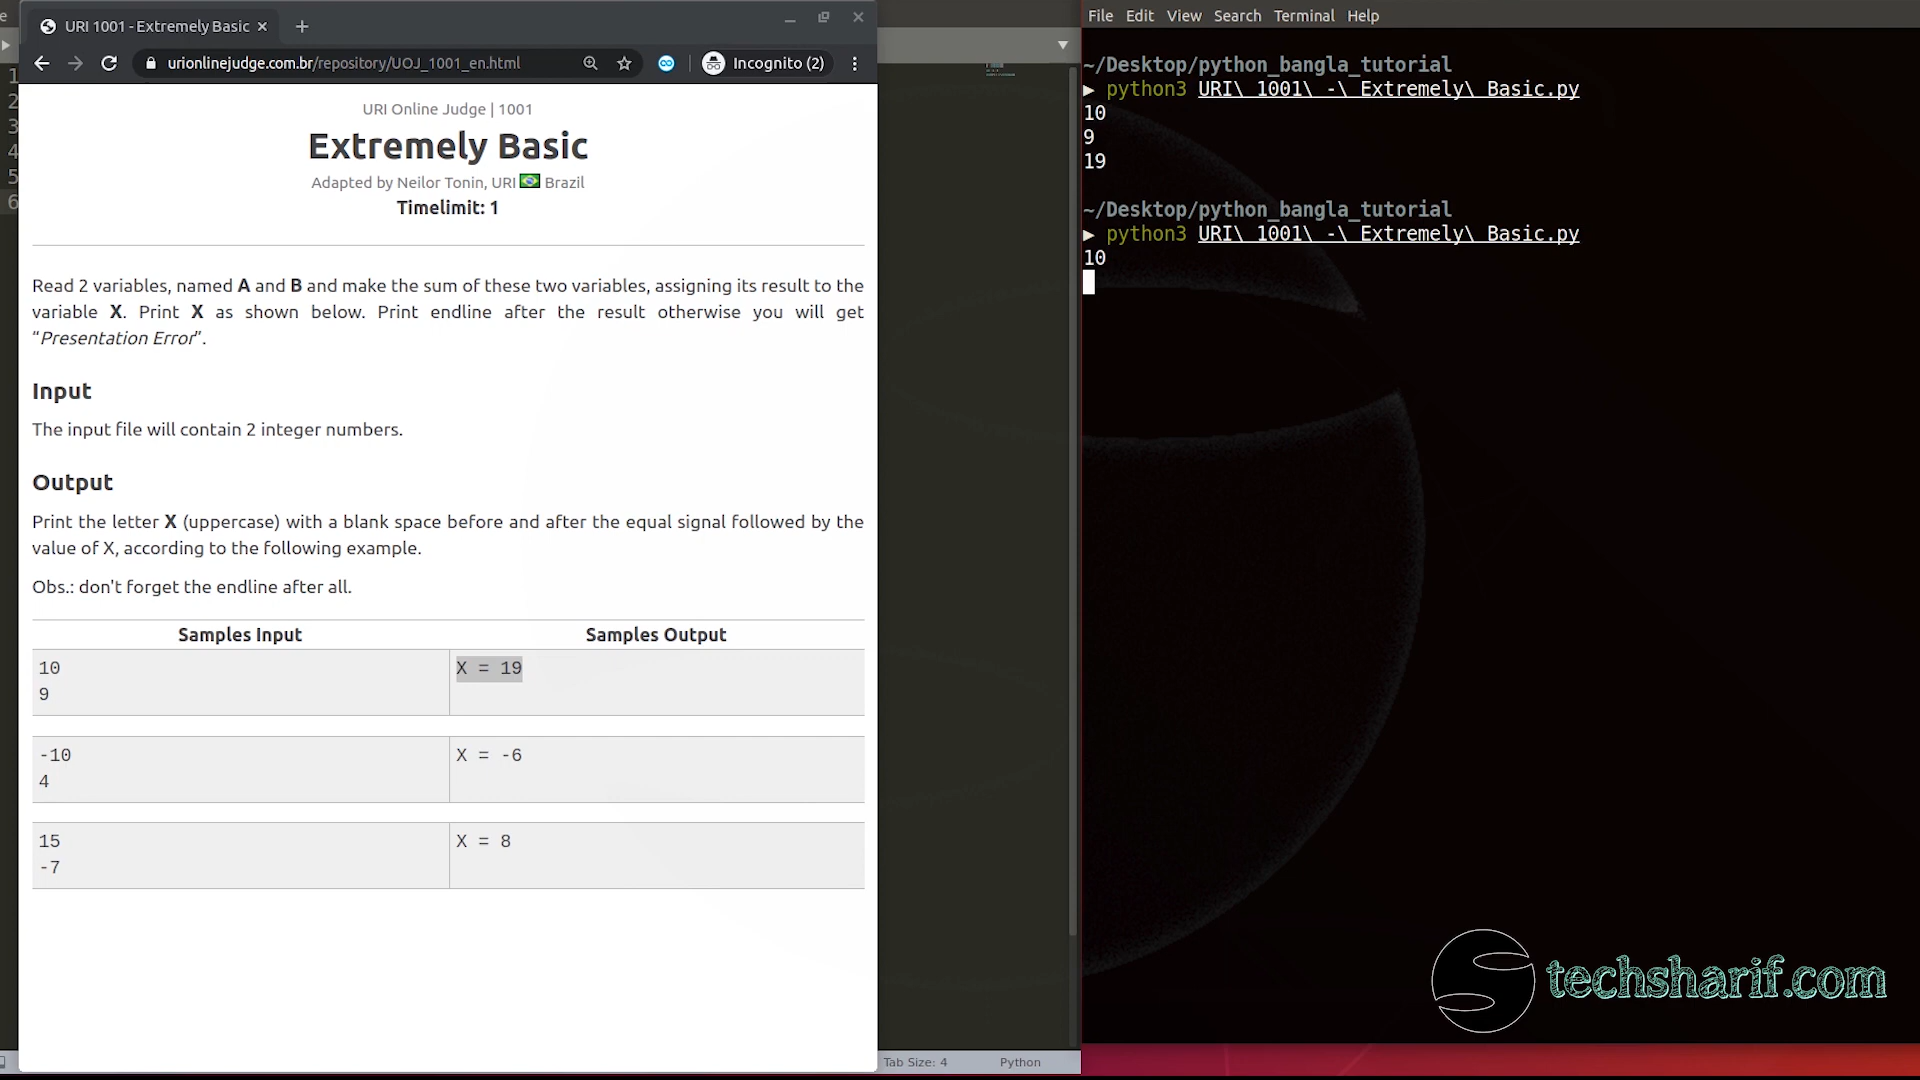 URI 1001 - Extremely Basic
urionlinejudge.com.br/repository/UOJ_1001_en.html
Incognito (2)
1
2
3
4
5
6
URI Online Judge | 1001
Extremely Basic
Adapted by Neilor Tonin, URI Brazil
Timelimit: 1
Read 2 variables, named A and B and make the sum of these two variables, assigning its result to the
variable X. Print X as shown below. Print endline after the result otherwise you will get
“Presentation Error”.
Input
The input file will contain 2 integer numbers.
Output
Print the letter X (uppercase) with a blank space before and after the equal signal followed by the
value of X, according to the following example.
Obs.: don't forget the endline after all.
Samples Input Samples Output
10 X = 19
9
-10 X = -6
4
15 X = 8
-7
Tab Size: 4 Python
File Edit View Search Terminal Help
~/Desktop/python_bangla_tutorial
▶ python3 URI\ 1001\ -\ Extremely\ Basic.py
10
9
19
~/Desktop/python_bangla_tutorial
▶ python3 URI\ 1001\ -\ Extremely\ Basic.py
10
techsharif.com